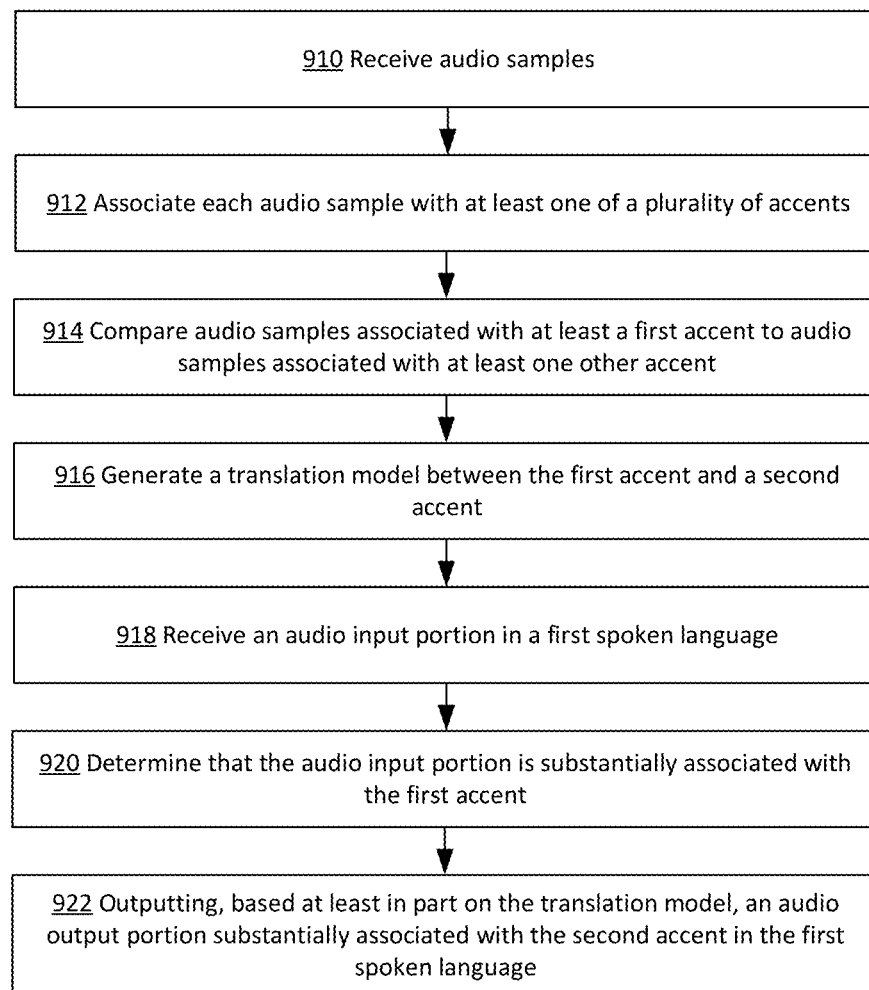 910 Receive audio samples
912 Associate each audio sample with at least one of a plurality of accents
914 Compare audio samples associated with at least a first accent to audio
samples associated with at least one other accent
916 Generate a translation model between the first accent and a second
accent
918 Receive an audio input portion in a first spoken language
920 Determine that the audio input portion is substantially associated with
the first accent
922 Outputting, based at least in part on the translation model, an audio
output portion substantially associated with the second accent in the first
spoken language